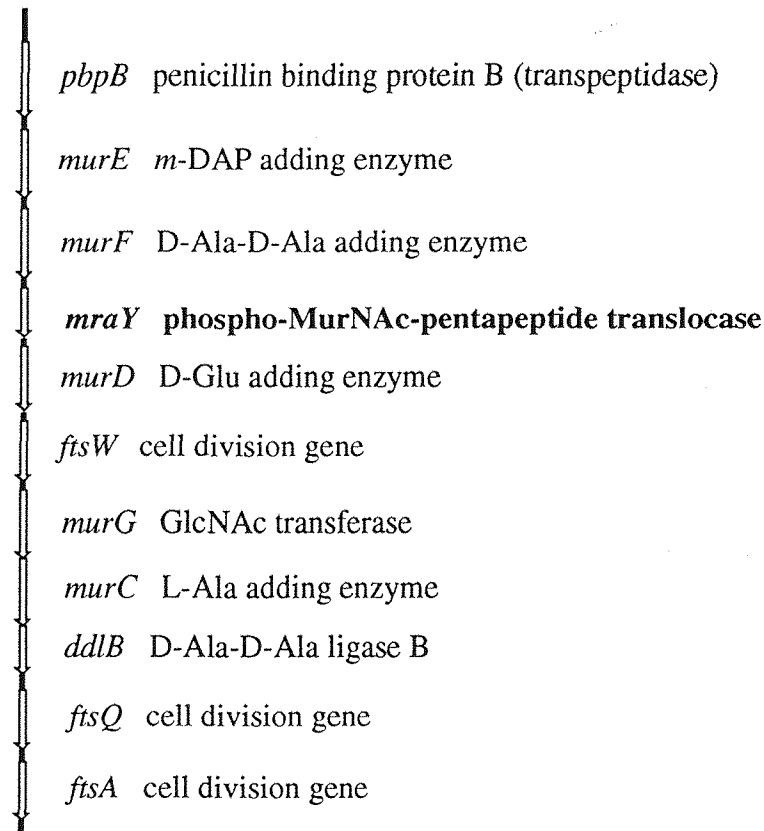 pbpB penicillin binding protein B (transpeptidase)
murE m-DAP adding enzyme
murF D-Ala-D-Ala adding enzyme
mraY phospho-MurNAc-pentapeptide translocase
murD D-Glu adding enzyme
ftsW cell division gene
murG GlcNAc transferase
murC L-Ala adding enzyme
ddlB D-Ala-D-Ala ligase B
ftsQ cell division gene
ftsA cell division gene